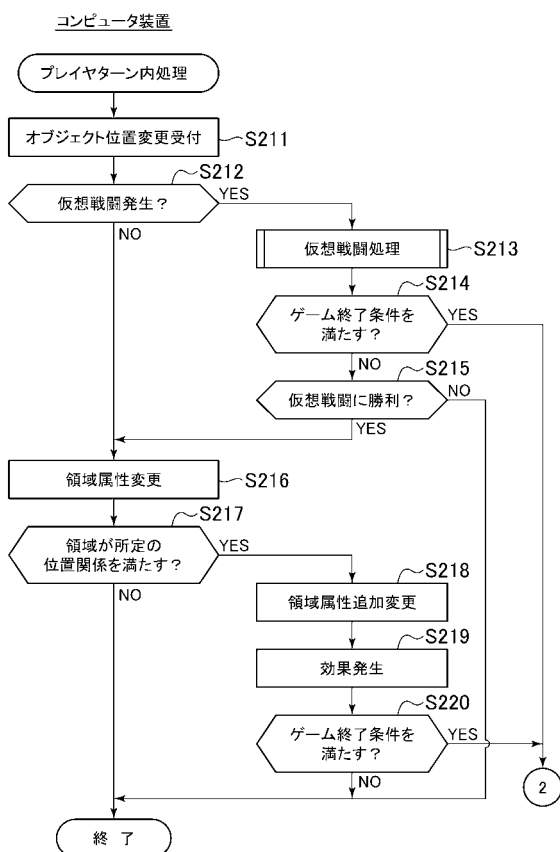 コンピュータ装置
プレイヤターン内処理
オブジェクト位置変更受付
S211
S212
仮想戦闘発生？
YES
NO
仮想戦闘処理
S213
S214
ゲーム終了条件を
満たす？
YES
NO
S215
仮想戦闘に勝利？
NO
YES
領域属性変更
S216
S217
領域が所定の
位置関係を満たす？
YES
NO
S218
領域属性追加変更
S219
効果発生
S220
ゲーム終了条件を
満たす？
YES
NO
2
終了